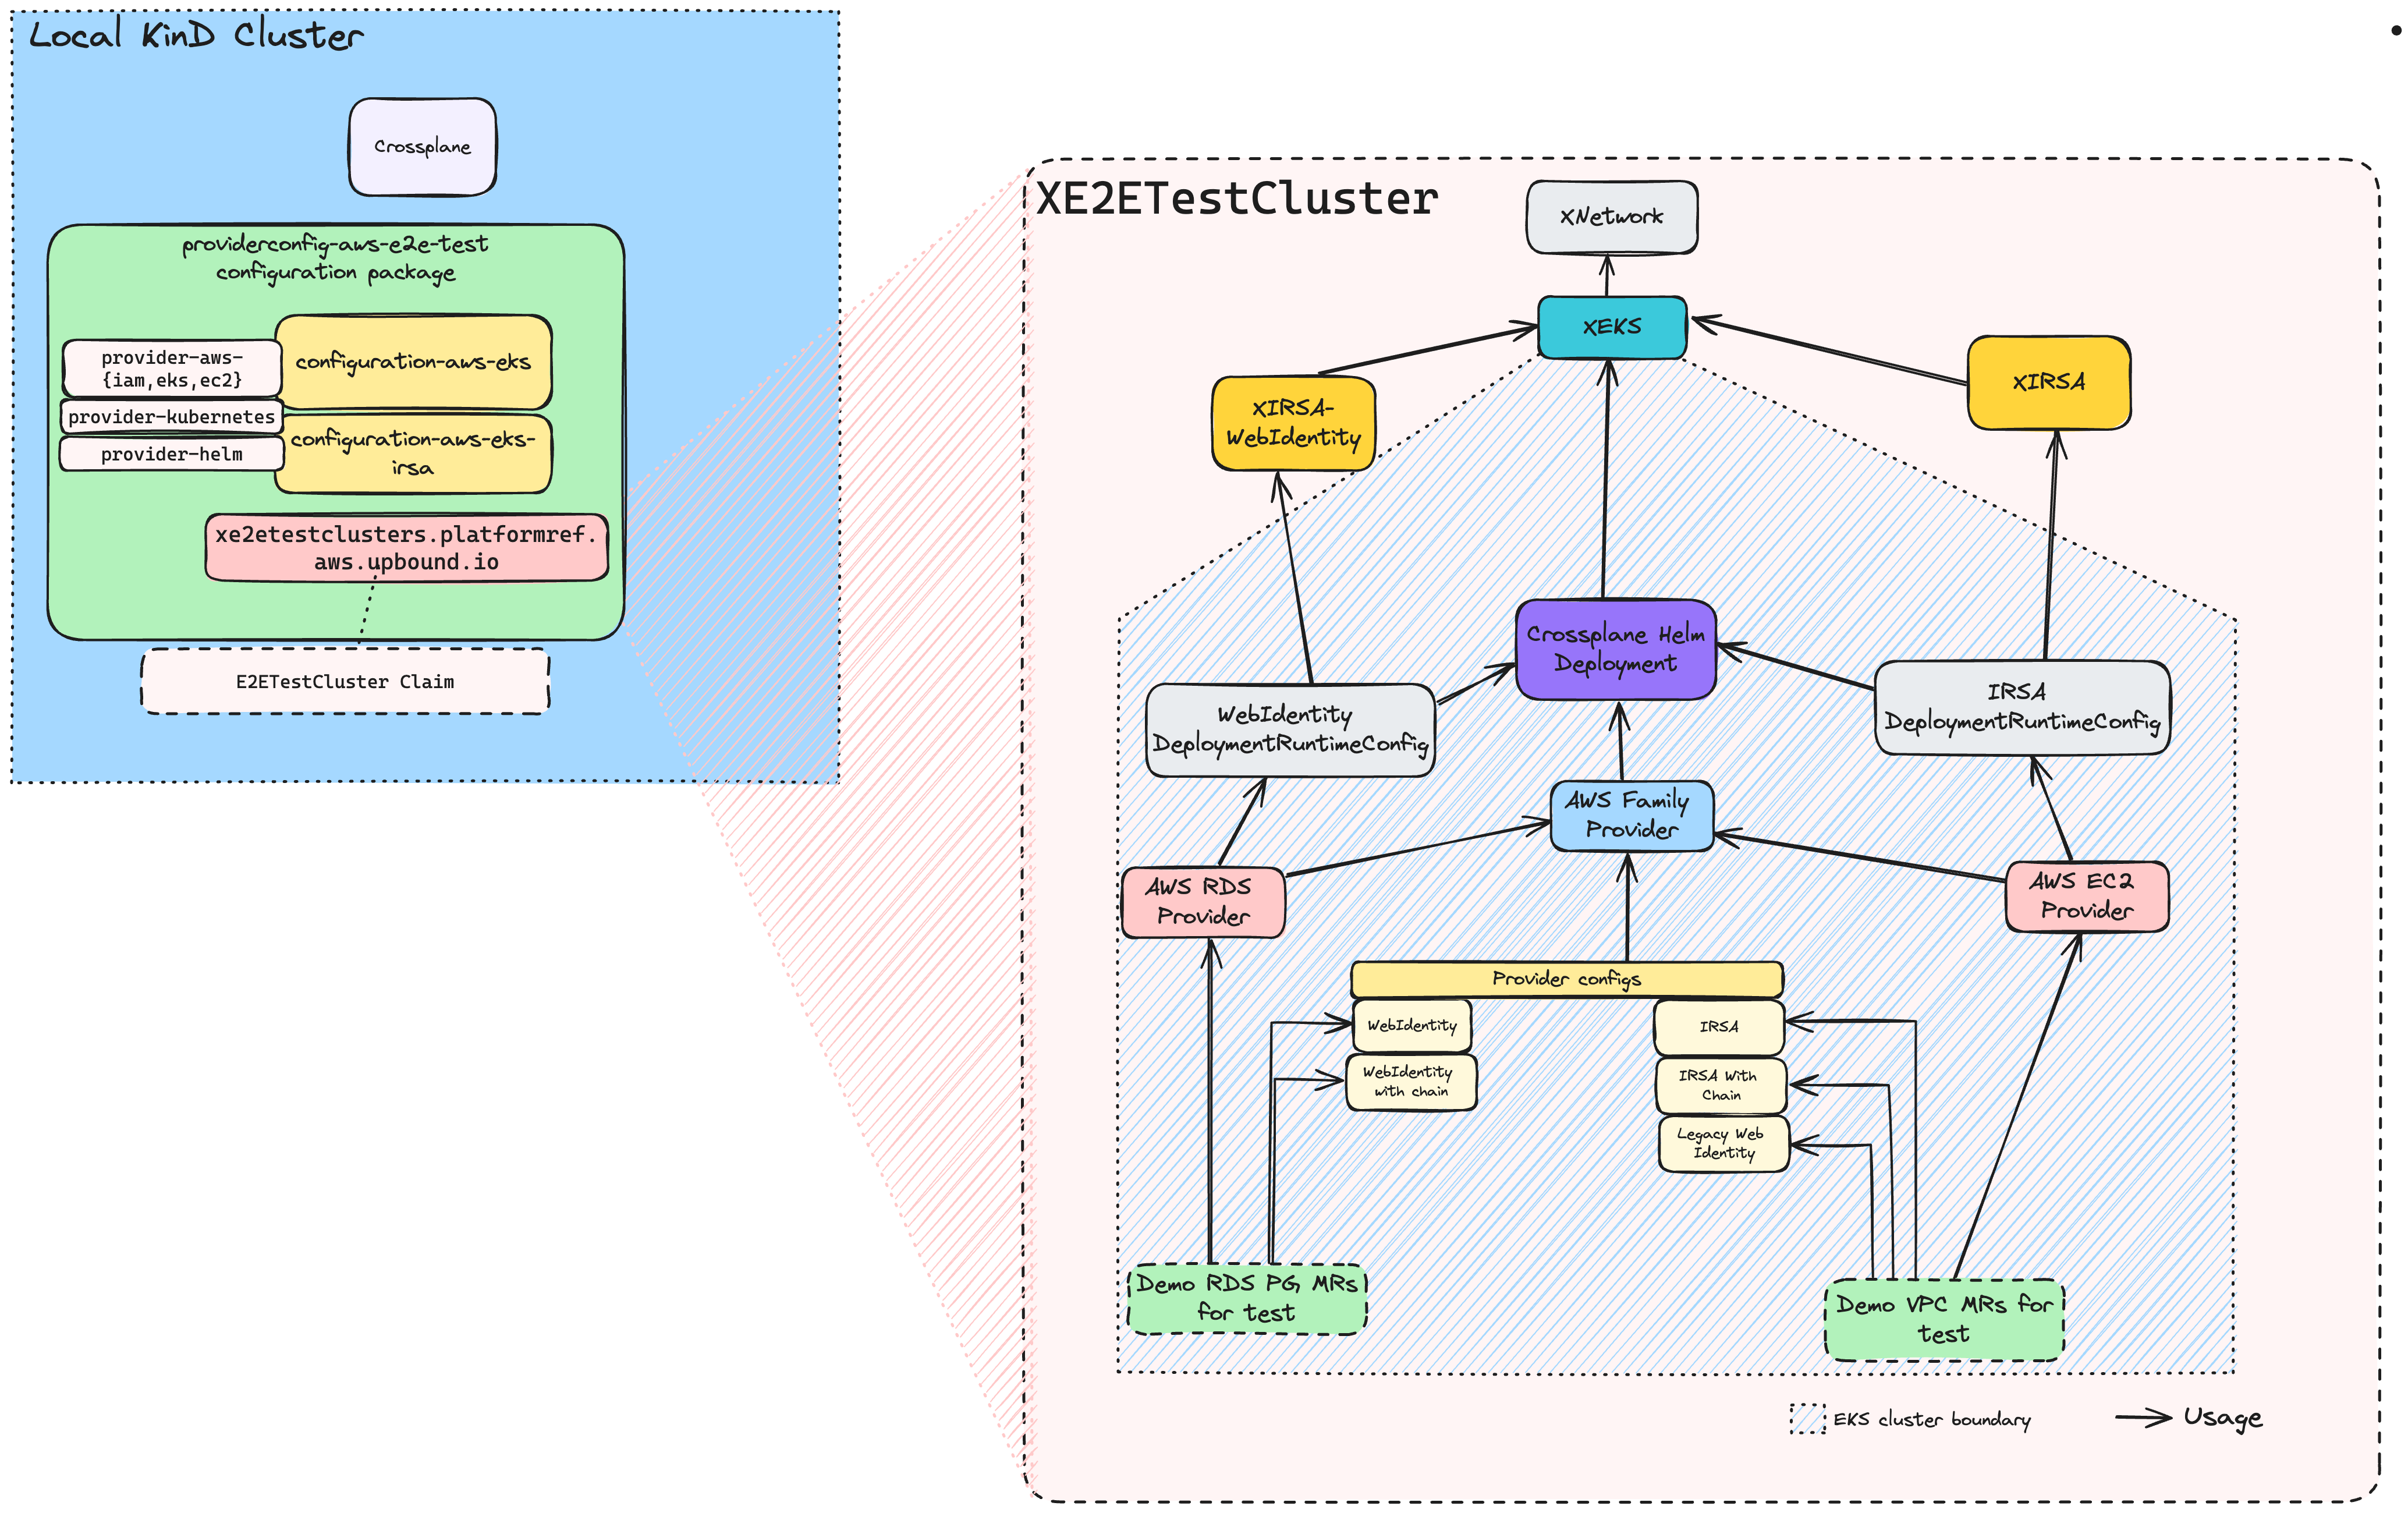 Local KinD Cluster
Crossplane
providerconfig-aws-e2e-test
configuration package
provider-aws-
{iam,eks,ec2}
provider-kubernetes
provider-helm
configuration-aws-eks
configuration-aws-eks-
irsa
xe2etestclusters.platformref.
aws.upbound.io
E2ETestCluster Claim
XE2ETestCluster
XNetwork
XEKS
XIRSA-
WebIdentity
XIRSA
Crossplane Helm
Deployment
WebIdentity
DeploymentRuntimeConfig
IRSA
DeploymentRuntimeConfig
AWS Family
Provider
AWS RDS
Provider
AWS EC2
Provider
Provider configs
WebIdentity
WebIdentity
with chain
IRSA
IRSA With
Chain
Legacy Web
Identity
Demo RDS PG, MRs
for test
Demo VPC MRs for
test
EKS cluster boundary
Usage